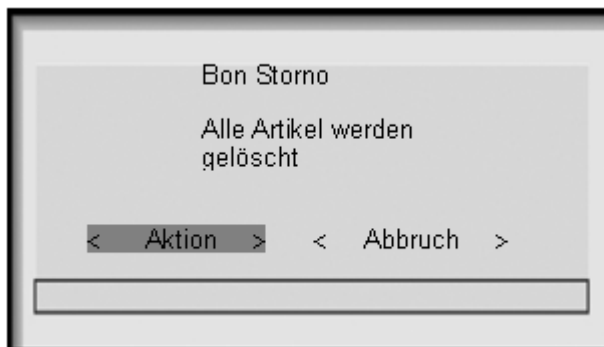 Bon Storno
Alle Artikel werden
gelöscht
< Aktion > < Abbruch >